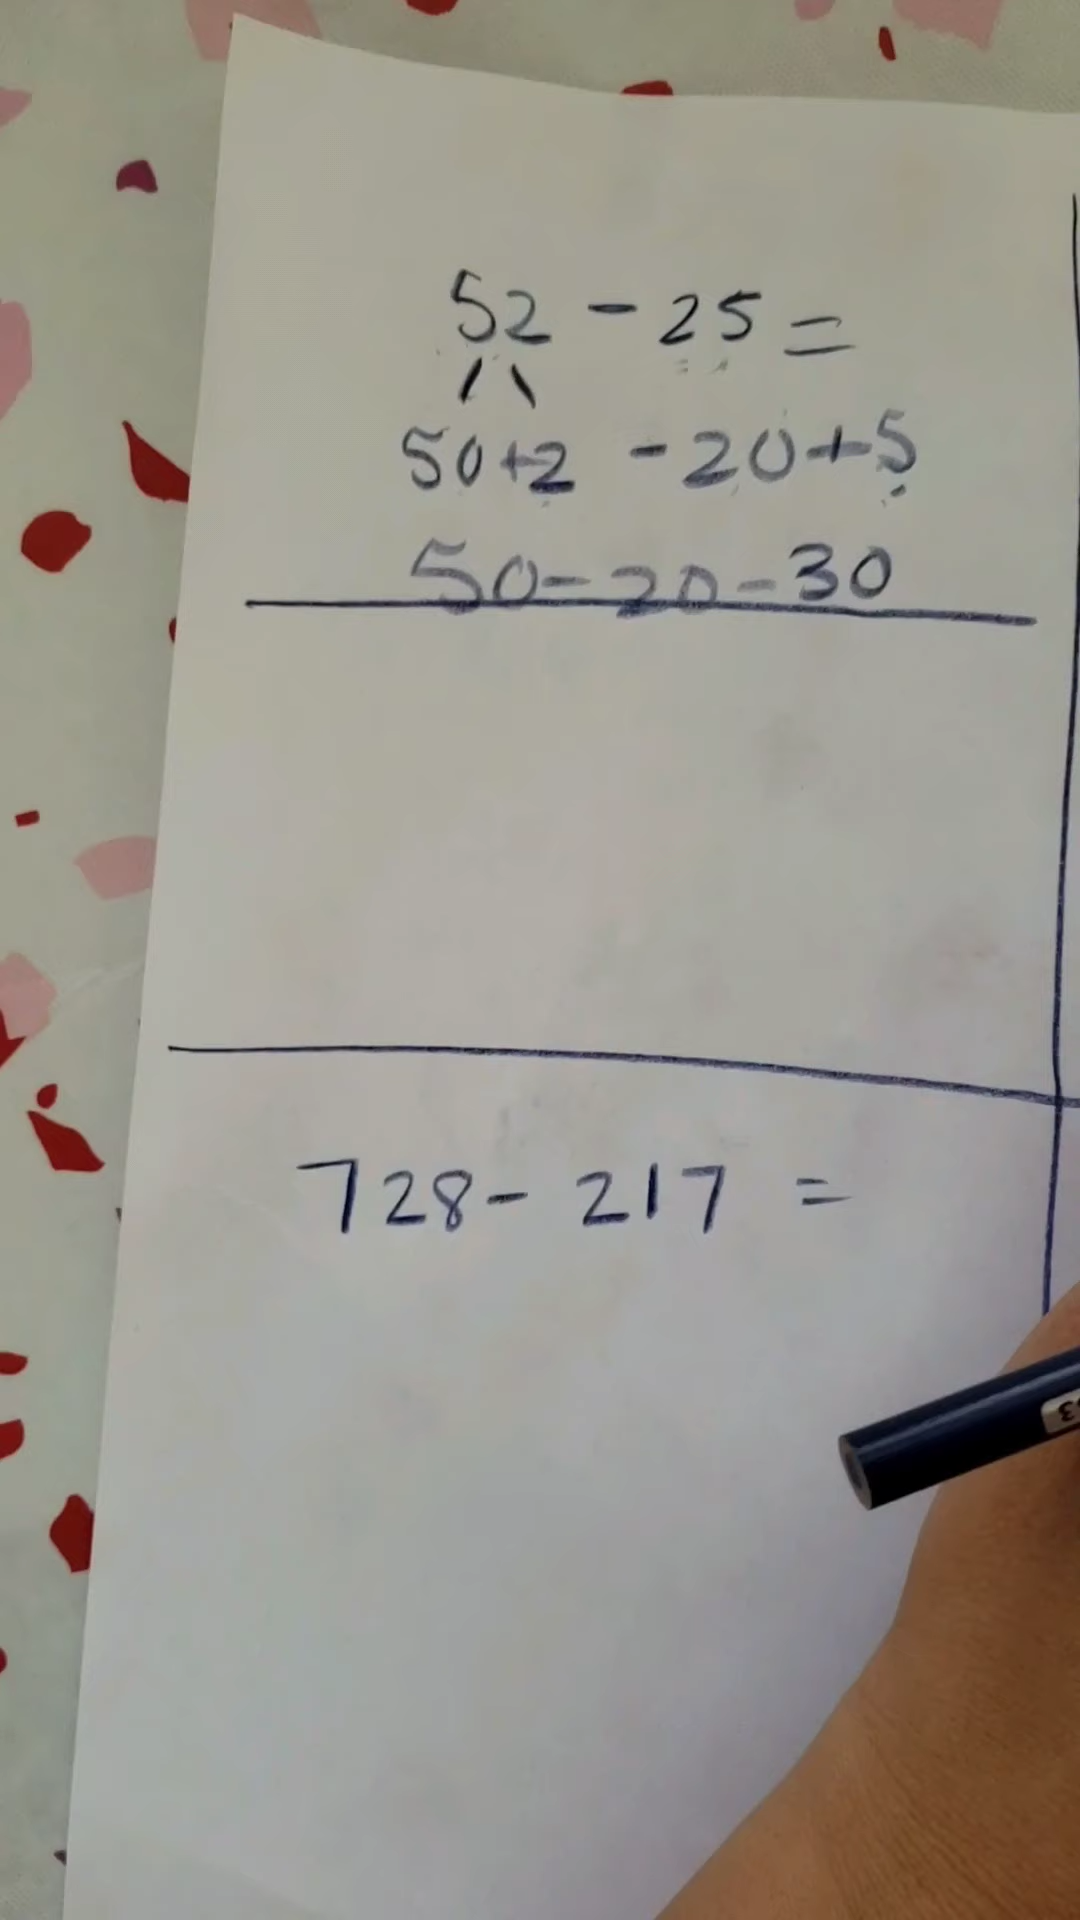 52 - 25 =
50+2 - 20+5
50 - 20 - 30
728 - 217 =